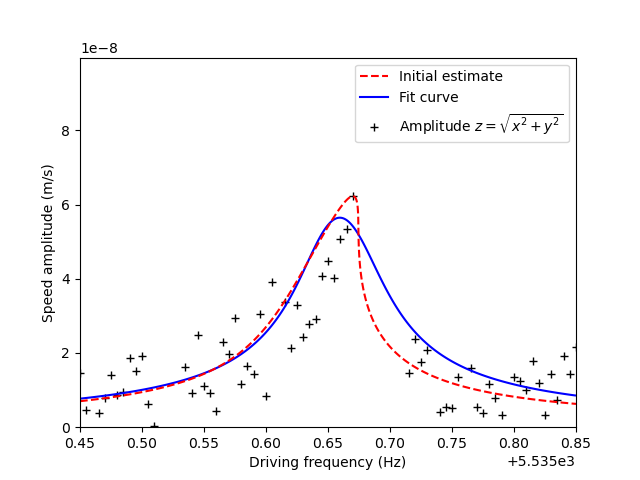 1e−8
Initial estimate
Fit curve
Amplitude z = √x² + y²
Speed amplitude (m/s)
8
6
4
2
0
0.45 0.50 0.55 0.60 0.65 0.70 0.75 0.80 0.85
Driving frequency (Hz)
+5.535e3